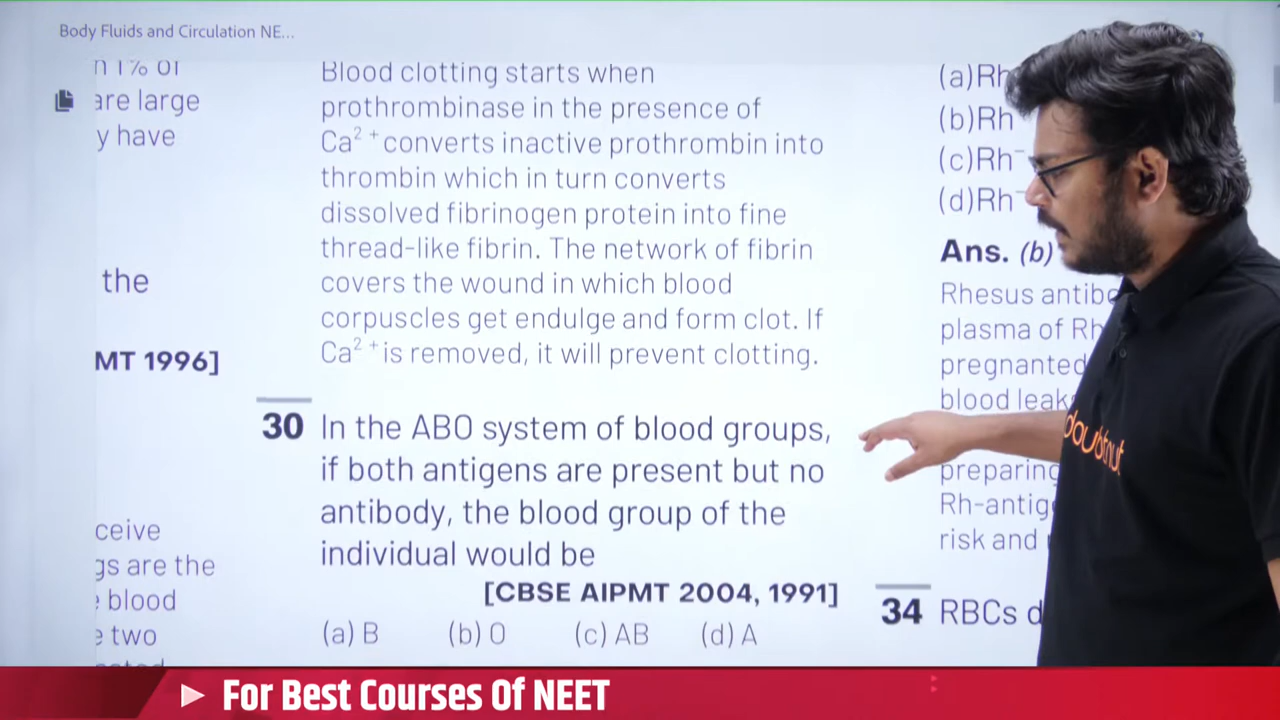 Body Fluids and Circulation NE...
are large
y have
the
MT 1996]
ceive
gs are the
blood
two
Blood clotting starts when
prothrombinase in the presence of
Ca²⁺ converts inactive prothrombin into
thrombin which in turn converts
dissolved fibrinogen protein into fine
thread-like fibrin. The network of fibrin
covers the wound in which blood
corpuscles get endulge and form clot. If
Ca²⁺ is removed, it will prevent clotting.
30 In the ABO system of blood groups,
if both antigens are present but no
antibody, the blood group of the
individual would be
[CBSE AIPMT 2004, 1991]
(a) B (b) O (c) AB (d) A
(a) Rh
(b) Rh
(c) Rh⁻
(d) Rh⁻
Ans. (b)
Rhesus antibo
plasma of Rh
pregnanted
blood leak
preparing
Rh-antig
risk and
34 RBCs d
doubtnut
For Best Courses Of NEET